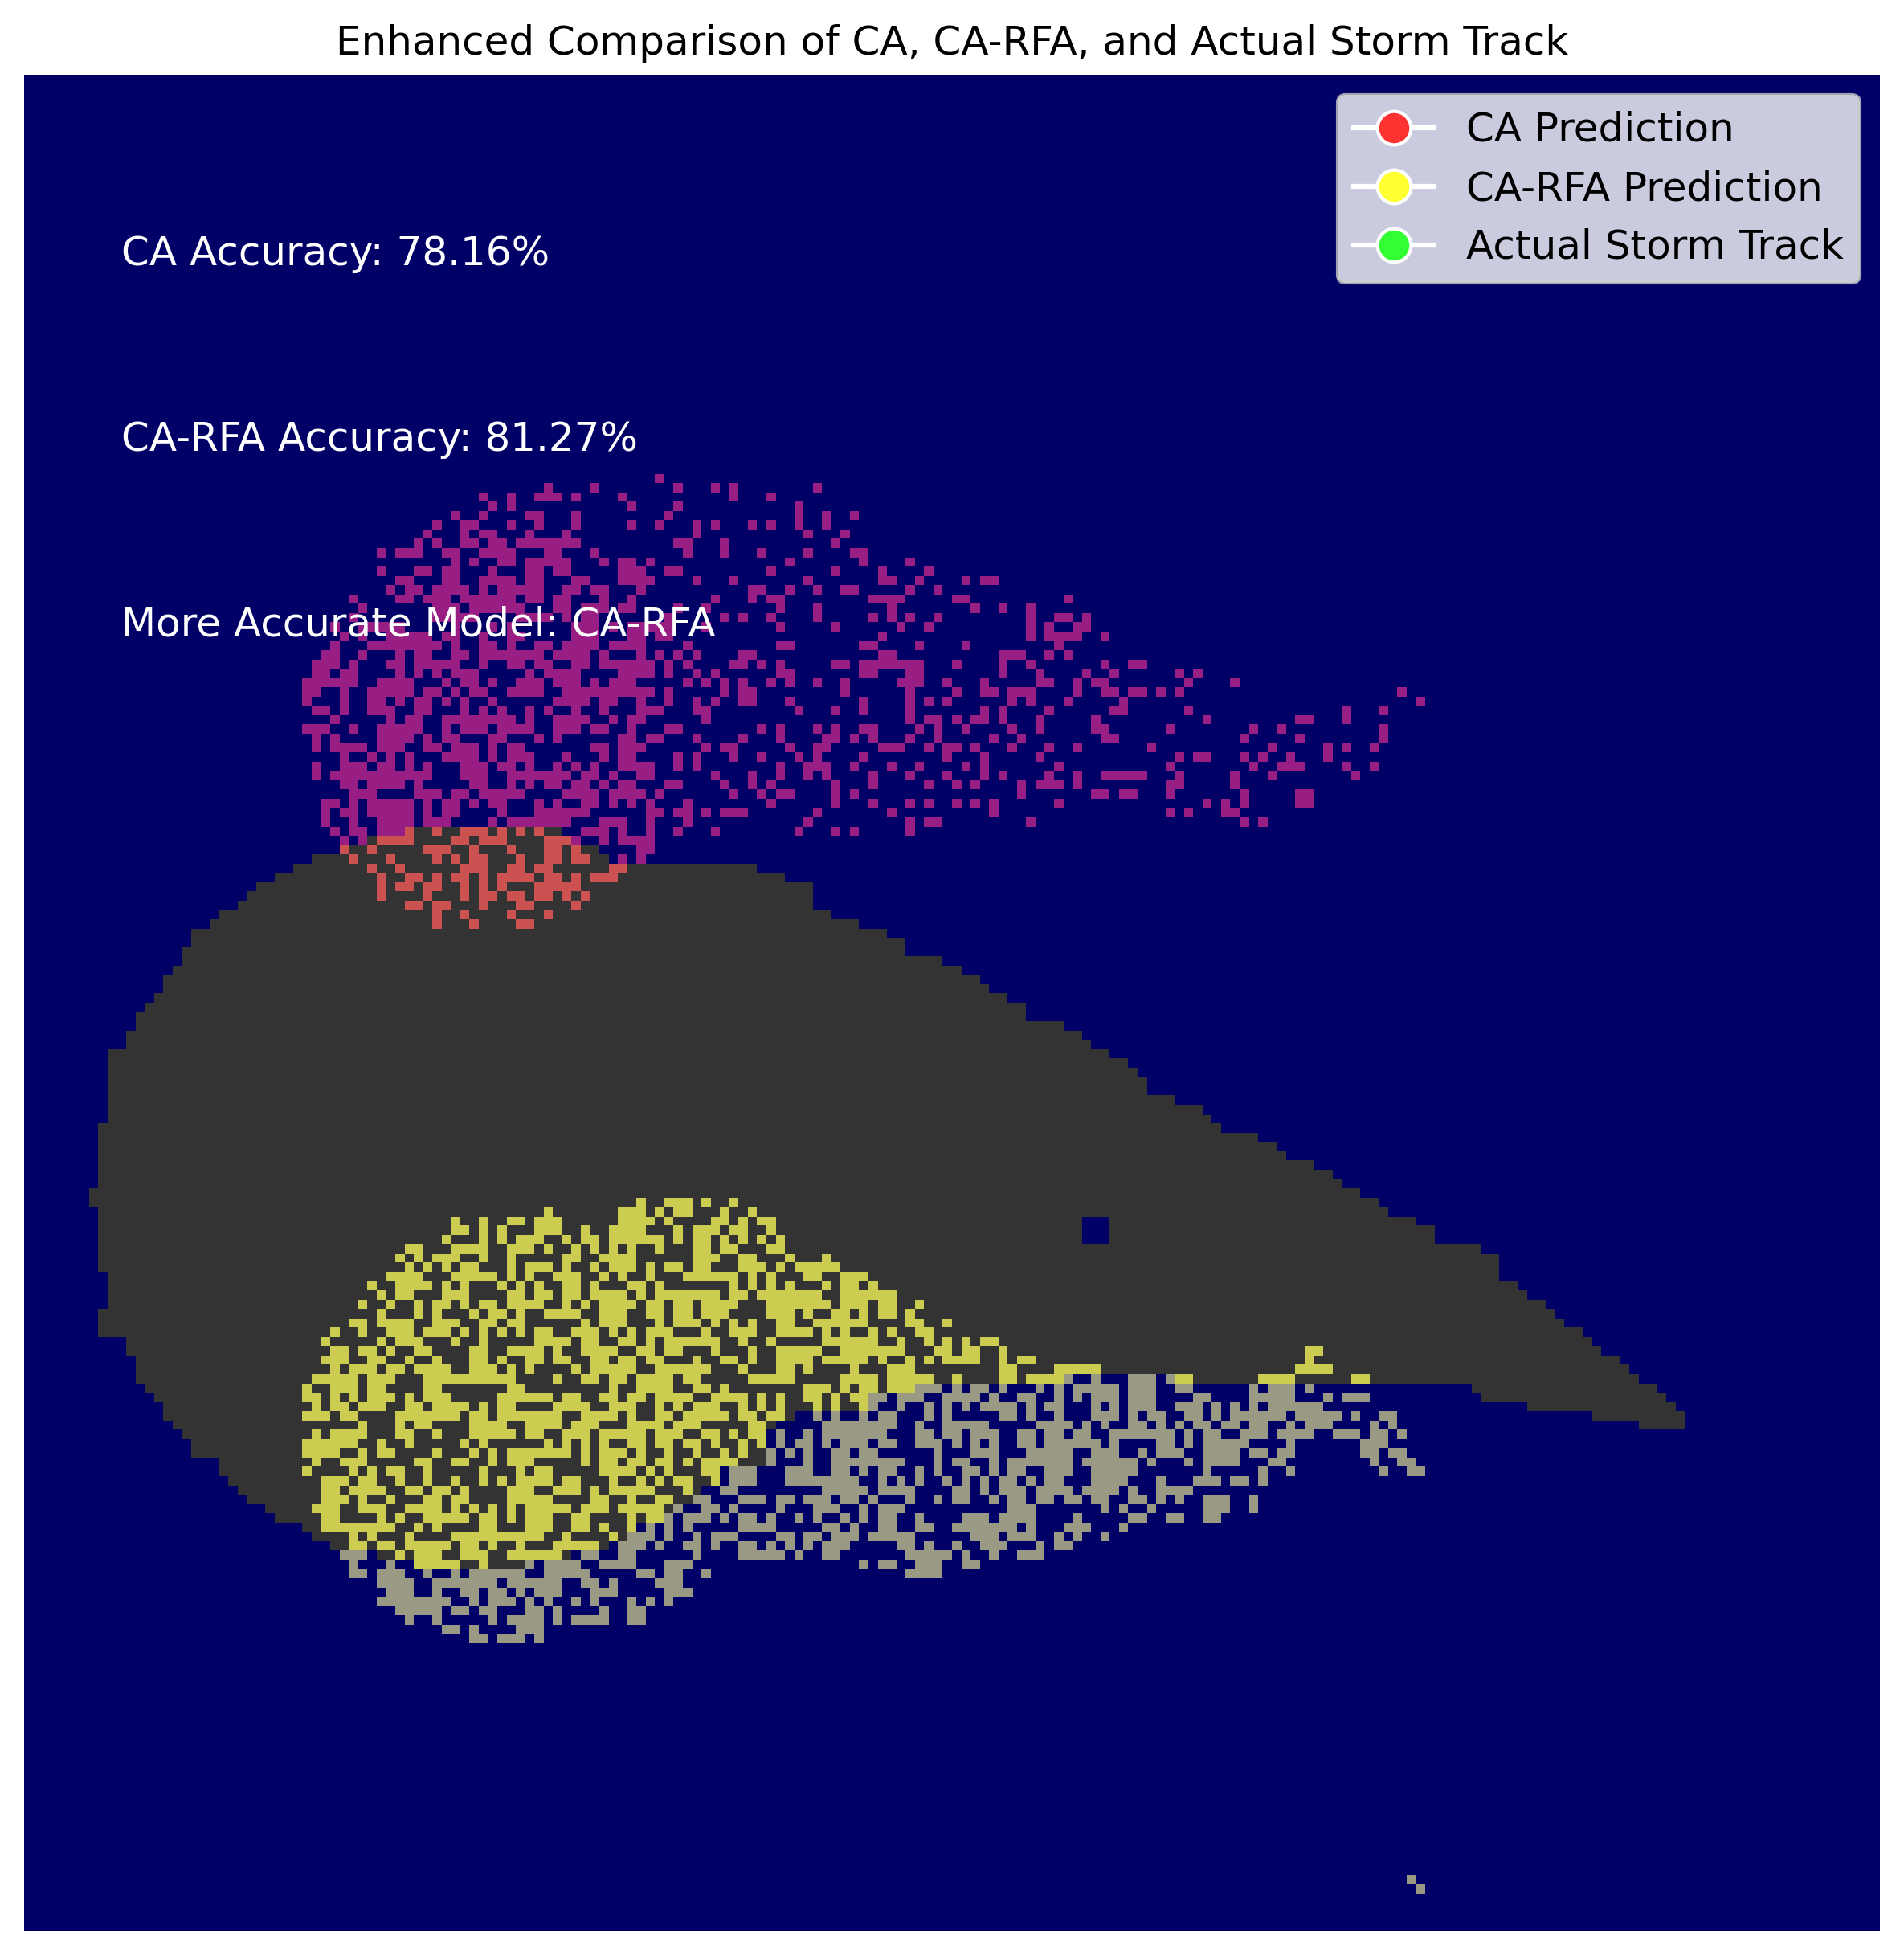 Enhanced Comparison of CA, CA-RFA, and Actual Storm Track
CA Prediction
CA-RFA Prediction
Actual Storm Track
CA Accuracy: 78.16%
CA-RFA Accuracy: 81.27%
More Accurate Model: CA-RFA